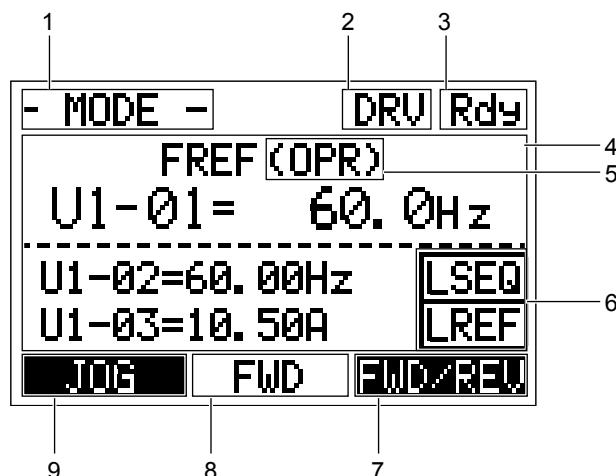 1 2 3
- MODE - DRV Rdy
4
FREF (OPR)
5
U1-01= 60.0Hz
U1-02=60.00Hz LSEQ
6
U1-03=10.50A LREF
JOG FWD FWD/REV
9 8 7